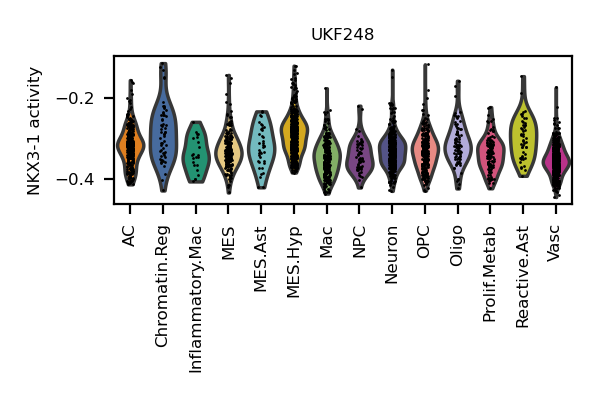 UKF248
NKX3-1 activity
−0.2
−0.4
AC
Chromatin.Reg
Inflammatory.Mac
MES
MES.Ast
MES.Hyp
Mac
NPC
Neuron
OPC
Oligo
Prolif.Metab
Reactive.Ast
Vasc